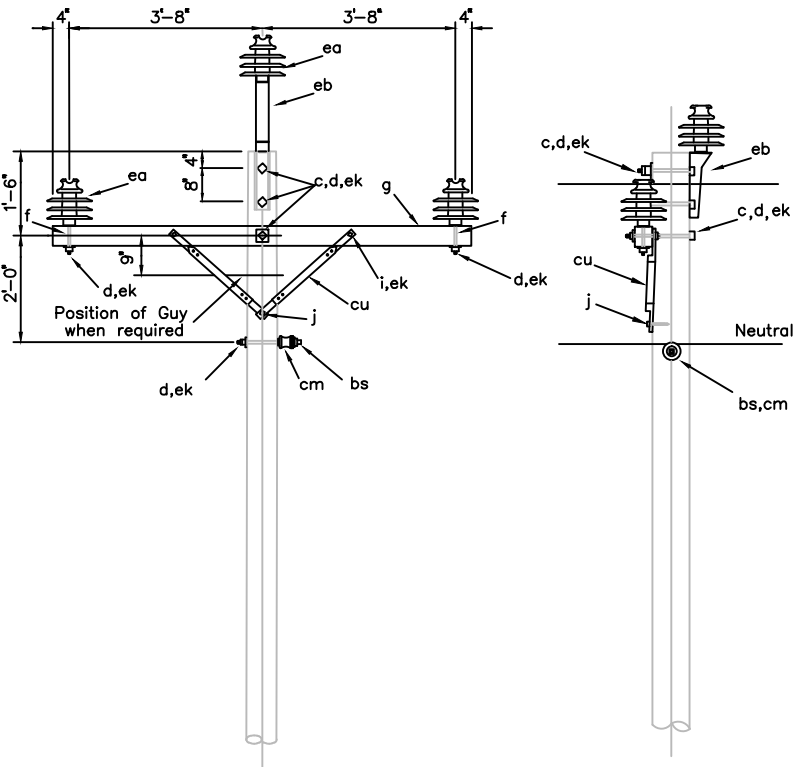 4"
3'-8"
3'-8"
4"
ea
eb
4"
8"
1'-6"
ea
c,d,ek
g
f
f
9"
2'-0"
d,ek
i,ek
d,ek
cu
Position of Guy
when required
j
d,ek
cm
bs
c,d,ek
eb
c,d,ek
cu
j
Neutral
bs,cm